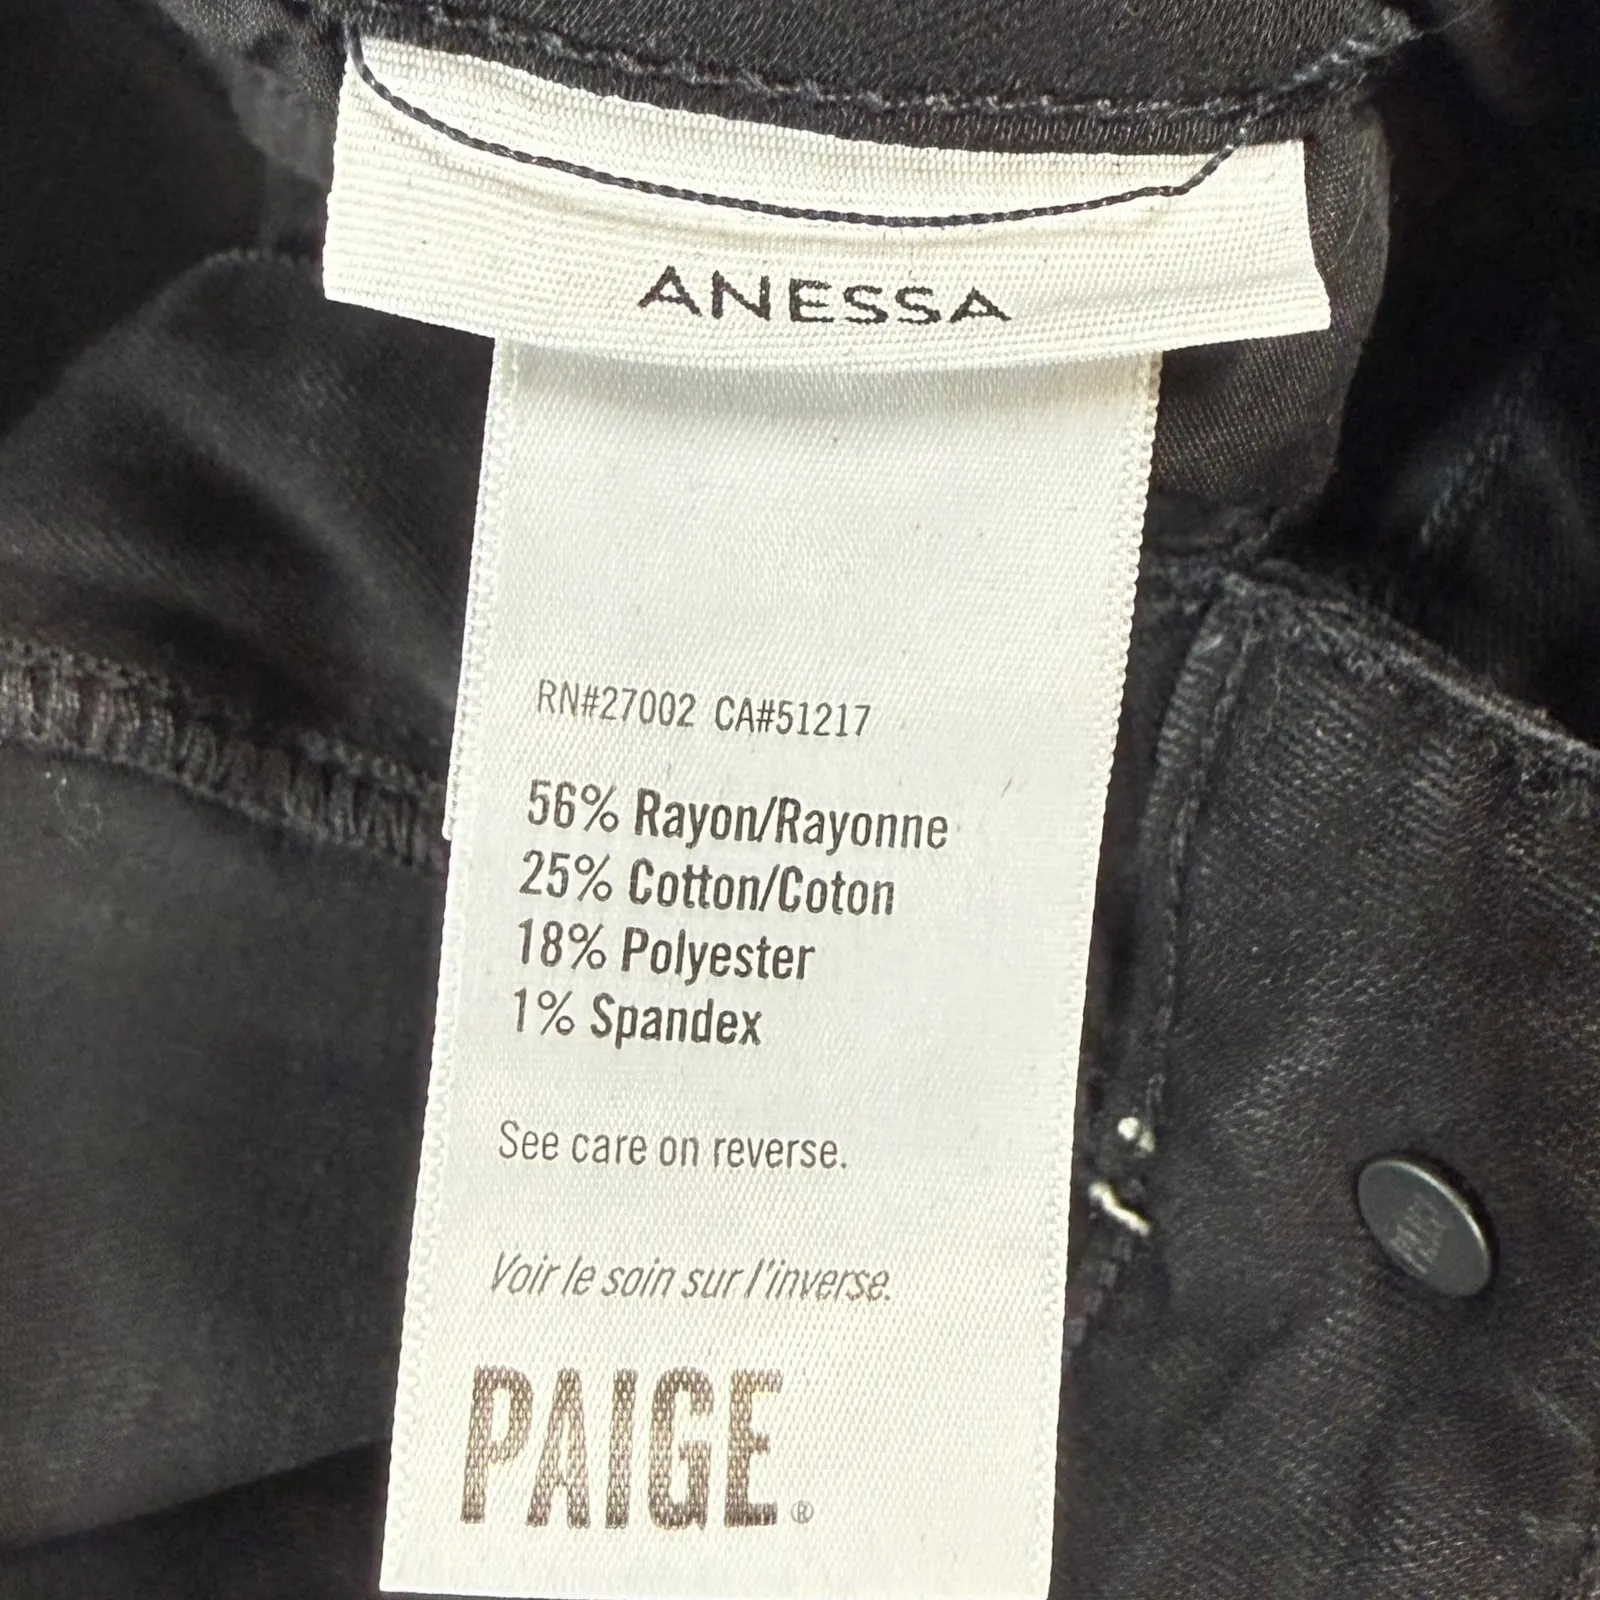 ANESSA
RN#27002 CA#51217
56% Rayon/Rayonne
25% Cotton/Coton
18% Polyester
1% Spandex
See care on reverse.
Voir le soin sur l'inverse.
PAIGE®